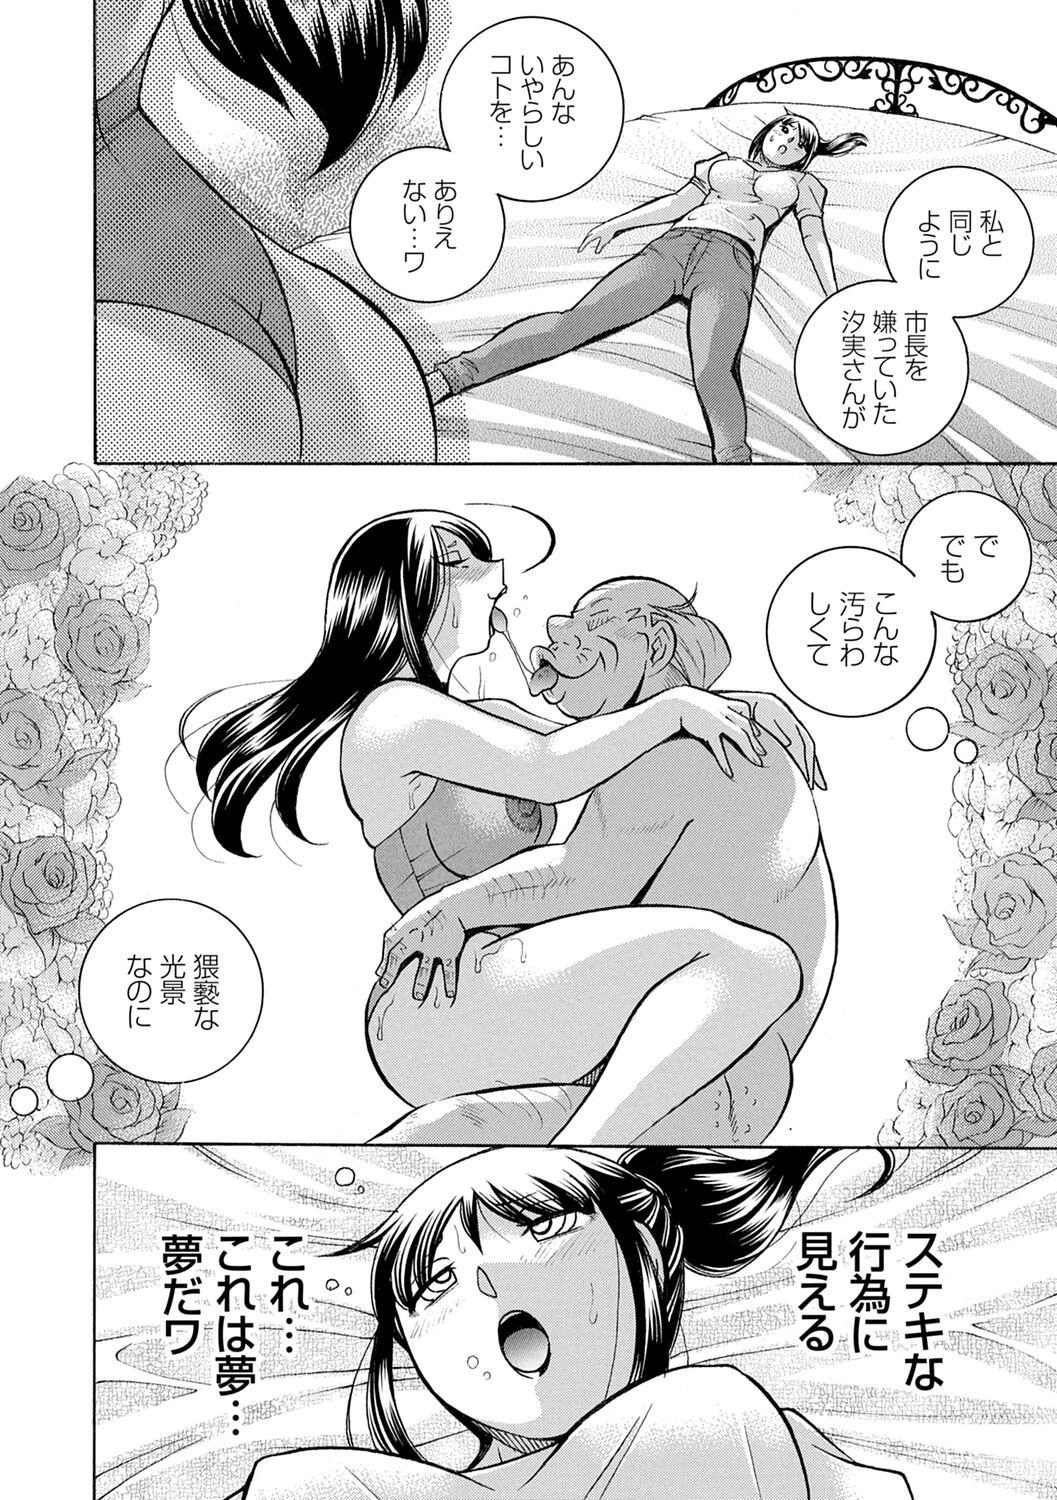 私と
同じ
ように
市長を
嫌っていた
汐実さんが
あんな
いやらしい
コトを…
ありえ
ない…ワ
で
でも
こんな
汚らわ
しくて
猥褻な
光景
なのに
ステキな
行為に
見える
これ…
これは夢…
夢だワ